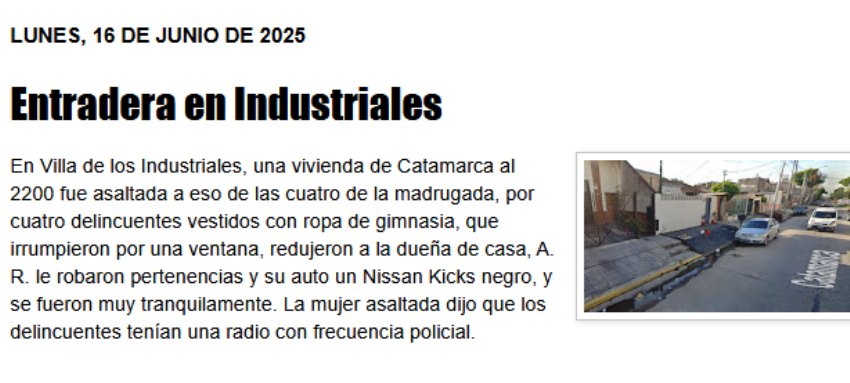 LUNES, 16 DE JUNIO DE 2025
Entradera en Industriales
En Villa de los Industriales, una vivienda de Catamarca al
2200 fue asaltada a eso de las cuatro de la madrugada, por
cuatro delincuentes vestidos con ropa de gimnasia, que
irrumpieron por una ventana, redujeron a la dueña de casa, A.
R. le robaron pertenencias y su auto un Nissan Kicks negro, y
se fueron muy tranquilamente. La mujer asaltada dijo que los
delincuentes tenían una radio con frecuencia policial.
Catamarca